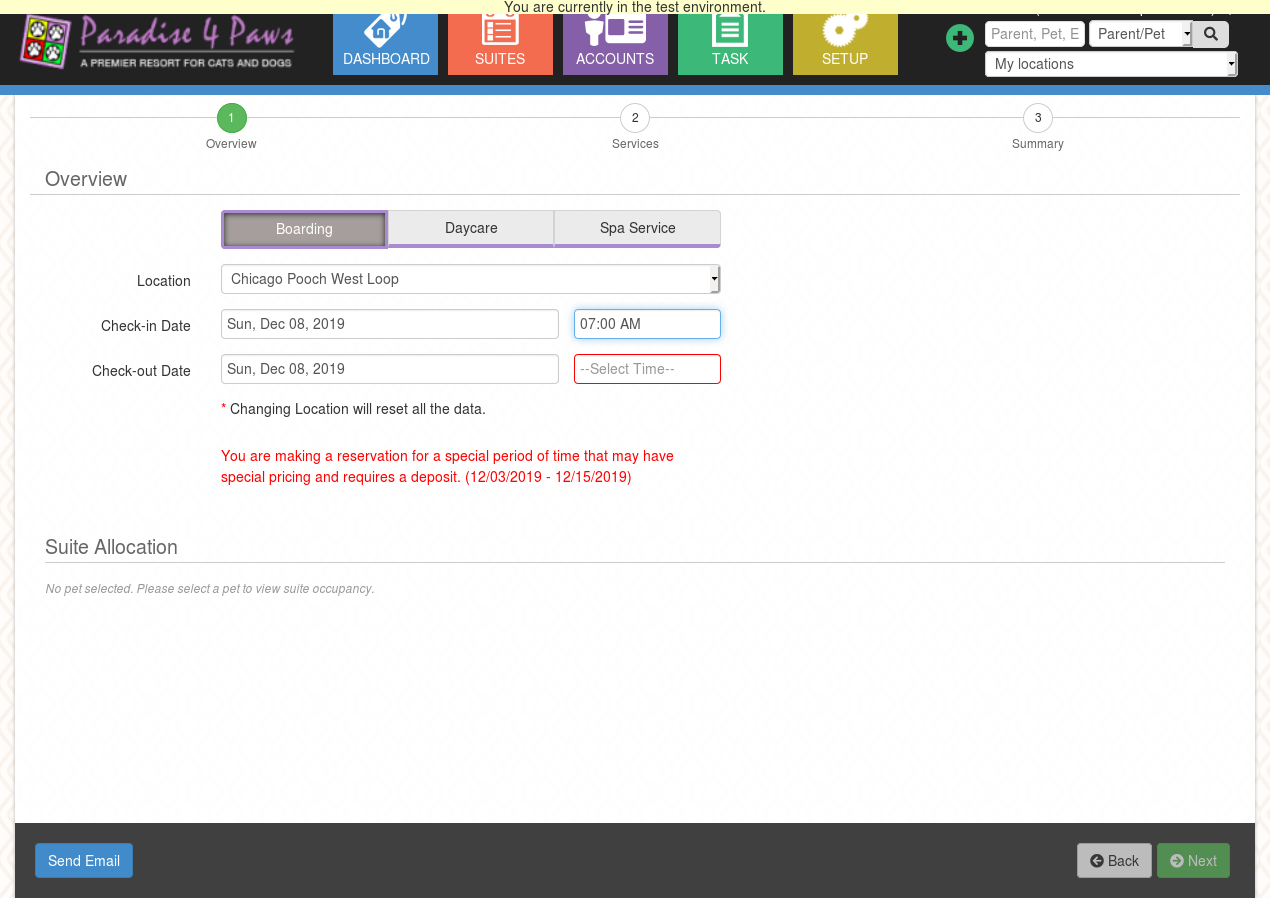 You are currently in the test environment.
Paradise 4 Paws
A PREMIER RESORT FOR CATS AND DOGS
DASHBOARD
SUITES
ACCOUNTS
TASK
SETUP
Parent, Pet, E
Parent/Pet
My locations
1
Overview
2
Services
3
Summary
Overview
Boarding
Daycare
Spa Service
Location
Chicago Pooch West Loop
Check-in Date
Sun, Dec 08, 2019
07:00 AM
Check-out Date
Sun, Dec 08, 2019
--Select Time--
* Changing Location will reset all the data.
You are making a reservation for a special period of time that may have
special pricing and requires a deposit. (12/03/2019 - 12/15/2019)
Suite Allocation
No pet selected. Please select a pet to view suite occupancy.
Send Email
Back
Next